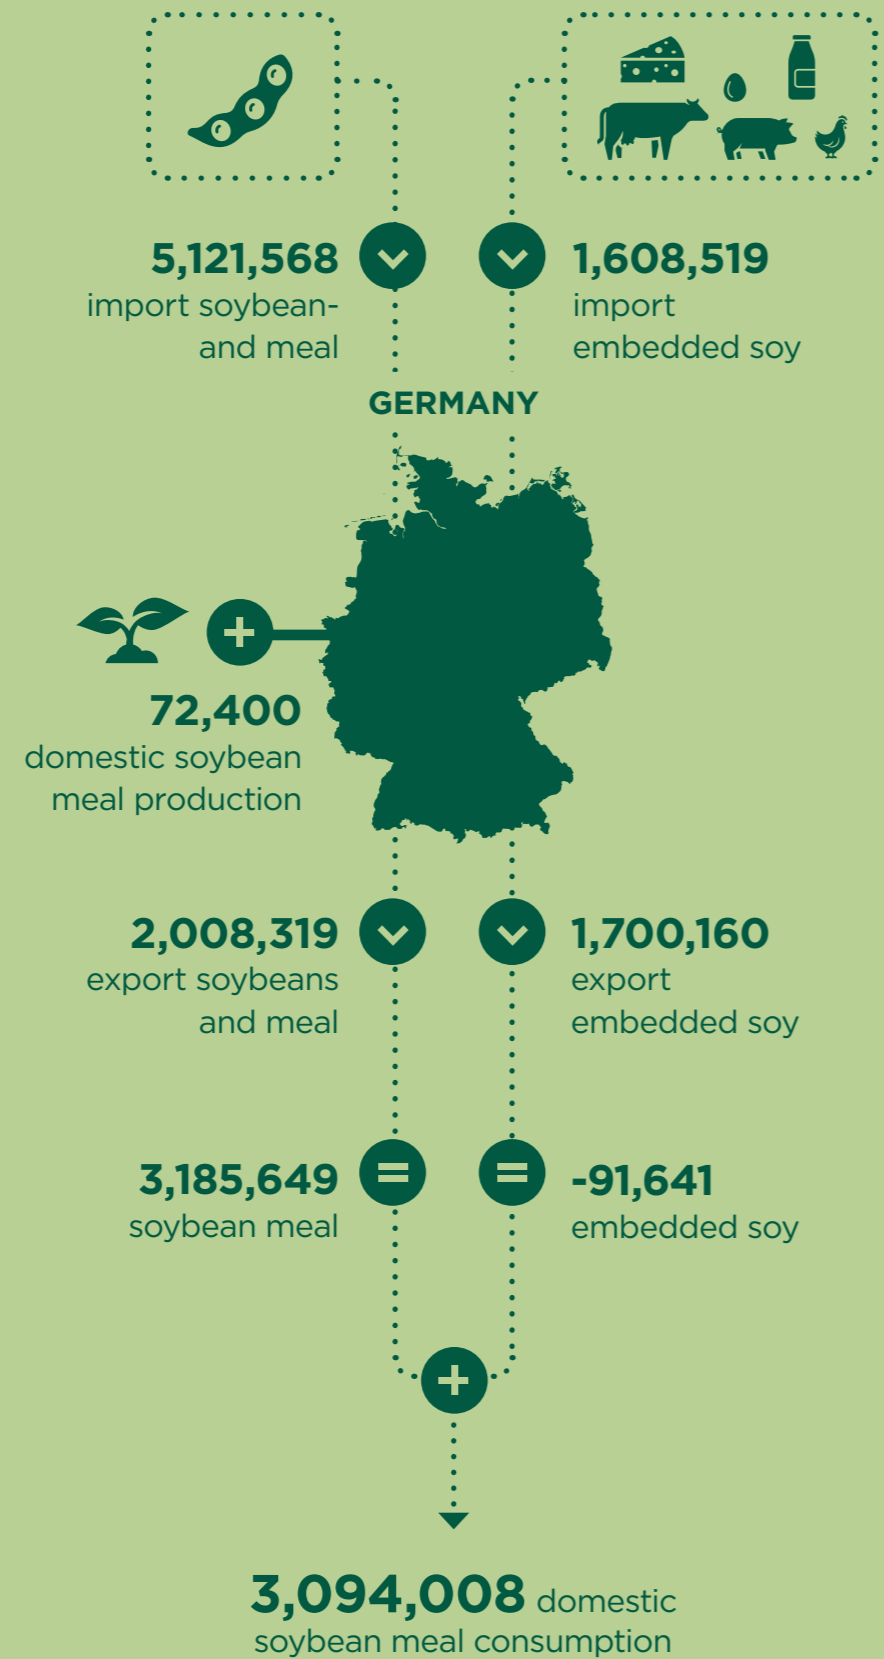 5,121,568
import soybean-
and meal
1,608,519
import
embedded soy
GERMANY
72,400
domestic soybean
meal production
2,008,319
export soybeans
and meal
1,700,160
export
embedded soy
3,185,649
soybean meal
-91,641
embedded soy
3,094,008 domestic
soybean meal consumption